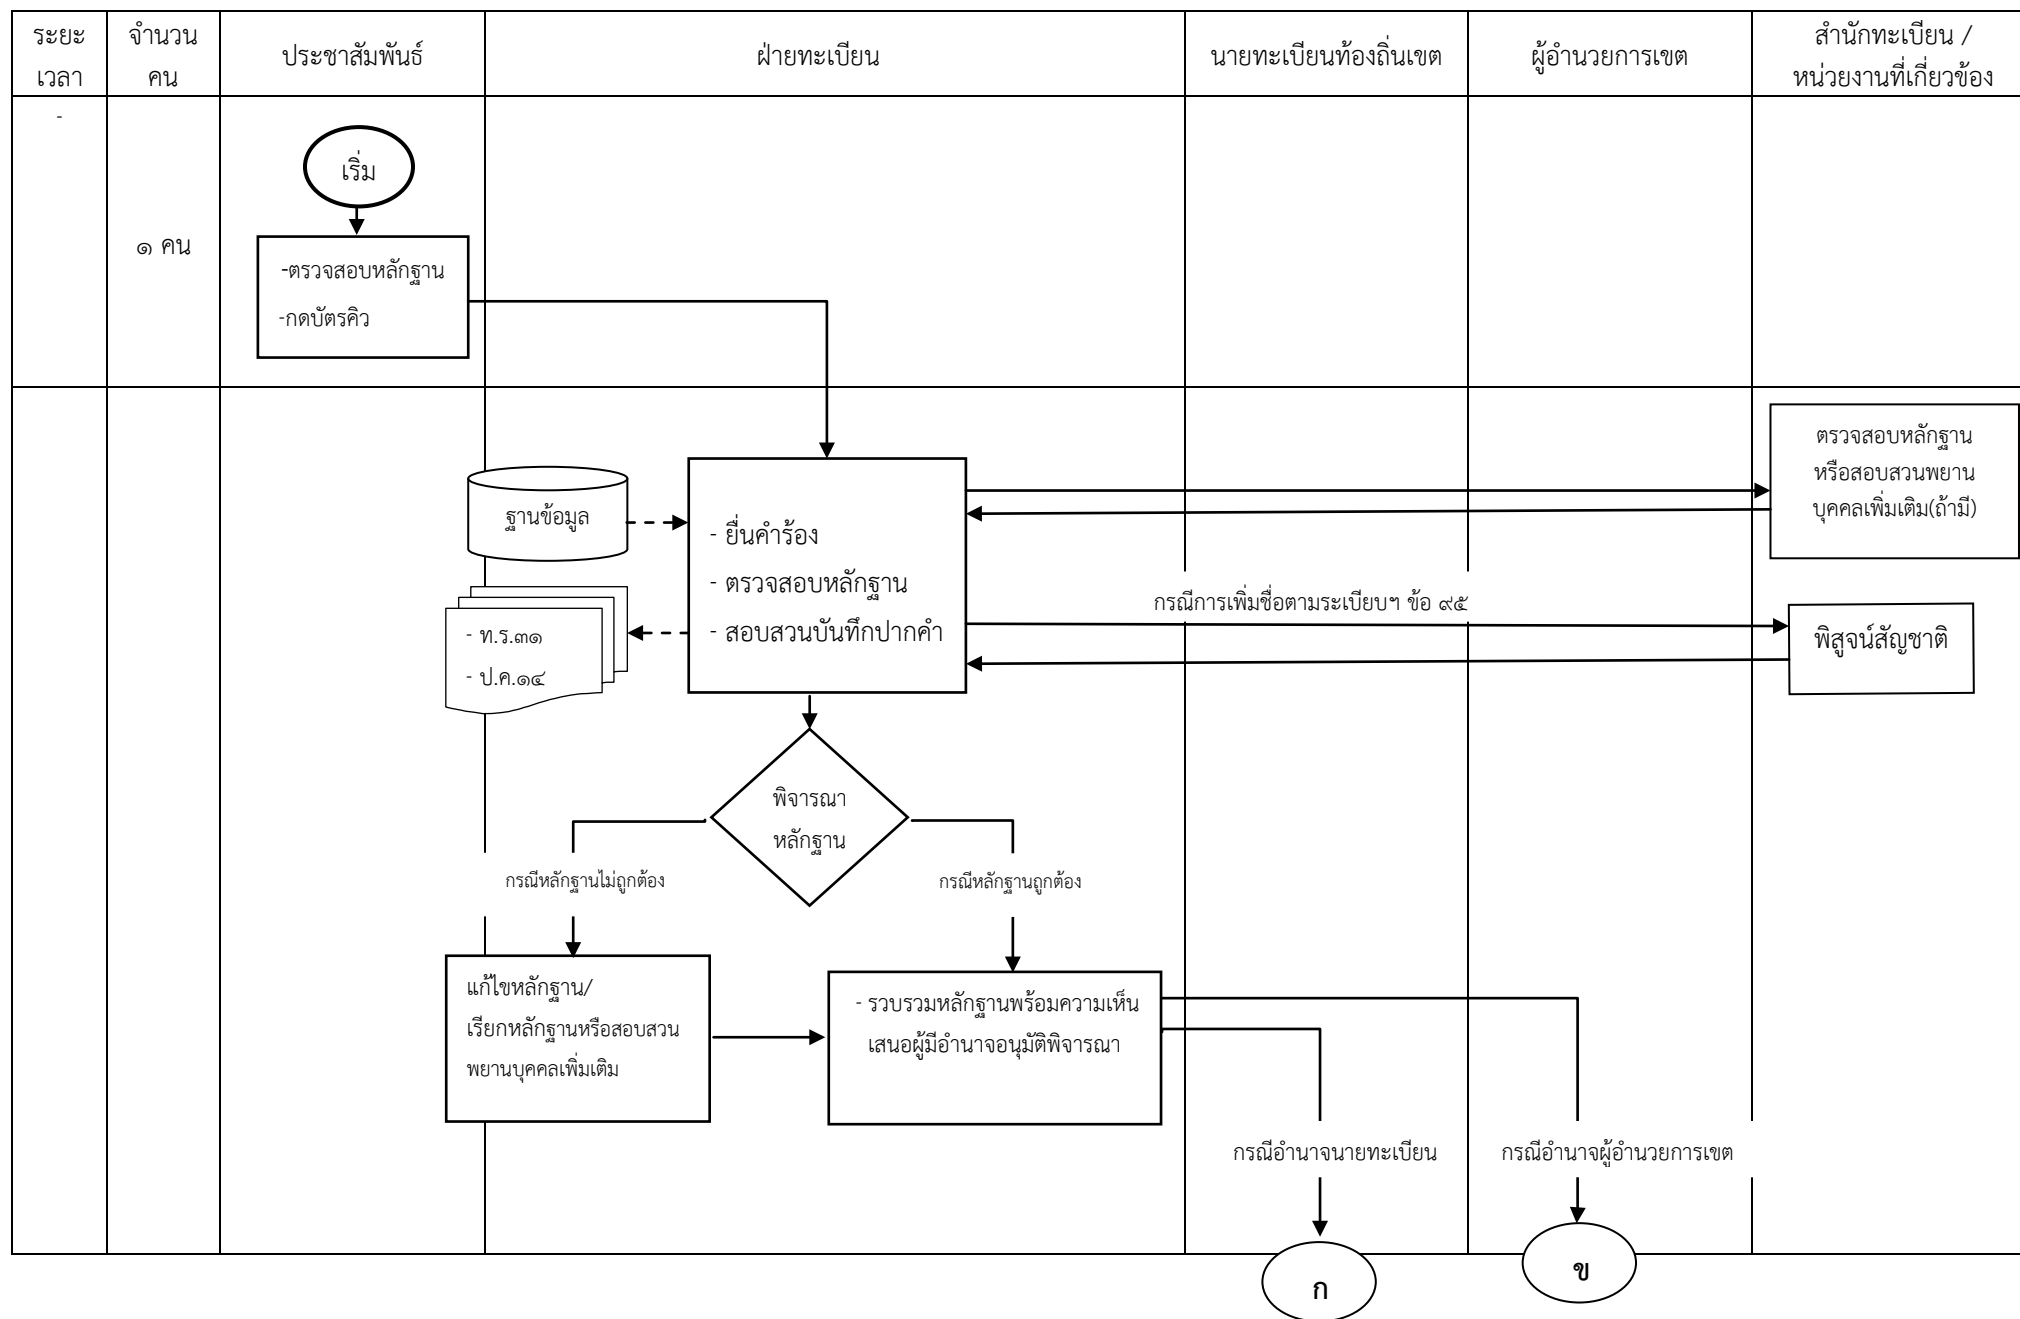 ระยะ
เวลา
จำนวน
คน
ประชาสัมพันธ์
ฝ่ายทะเบียน
นายทะเบียนท้องถิ่นเขต
ผู้อำนวยการเขต
สำนักทะเบียน /
หน่วยงานที่เกี่ยวข้อง
-
๑ คน
เริ่ม
-ตรวจสอบหลักฐาน
-กดบัตรคิว
ฐานข้อมูล
- ยื่นคำร้อง
- ตรวจสอบหลักฐาน
- สอบสวนบันทึกปากคำ
ตรวจสอบหลักฐาน
หรือสอบสวนพยาน
บุคคลเพิ่มเติม(ถ้ามี)
- ท.ร.๓๑
- ป.ค.๑๔
กรณีการเพิ่มชื่อตามระเบียบฯ ข้อ ๙๕
พิสูจน์สัญชาติ
พิจารณา
หลักฐาน
กรณีหลักฐานไม่ถูกต้อง
กรณีหลักฐานถูกต้อง
แก้ไขหลักฐาน/
เรียกหลักฐานหรือสอบสวน
พยานบุคคลเพิ่มเติม
- รวบรวมหลักฐานพร้อมความเห็น
เสนอผู้มีอำนาจอนุมัติพิจารณา
กรณีอำนาจนายทะเบียน
กรณีอำนาจผู้อำนวยการเขต
ก
ข